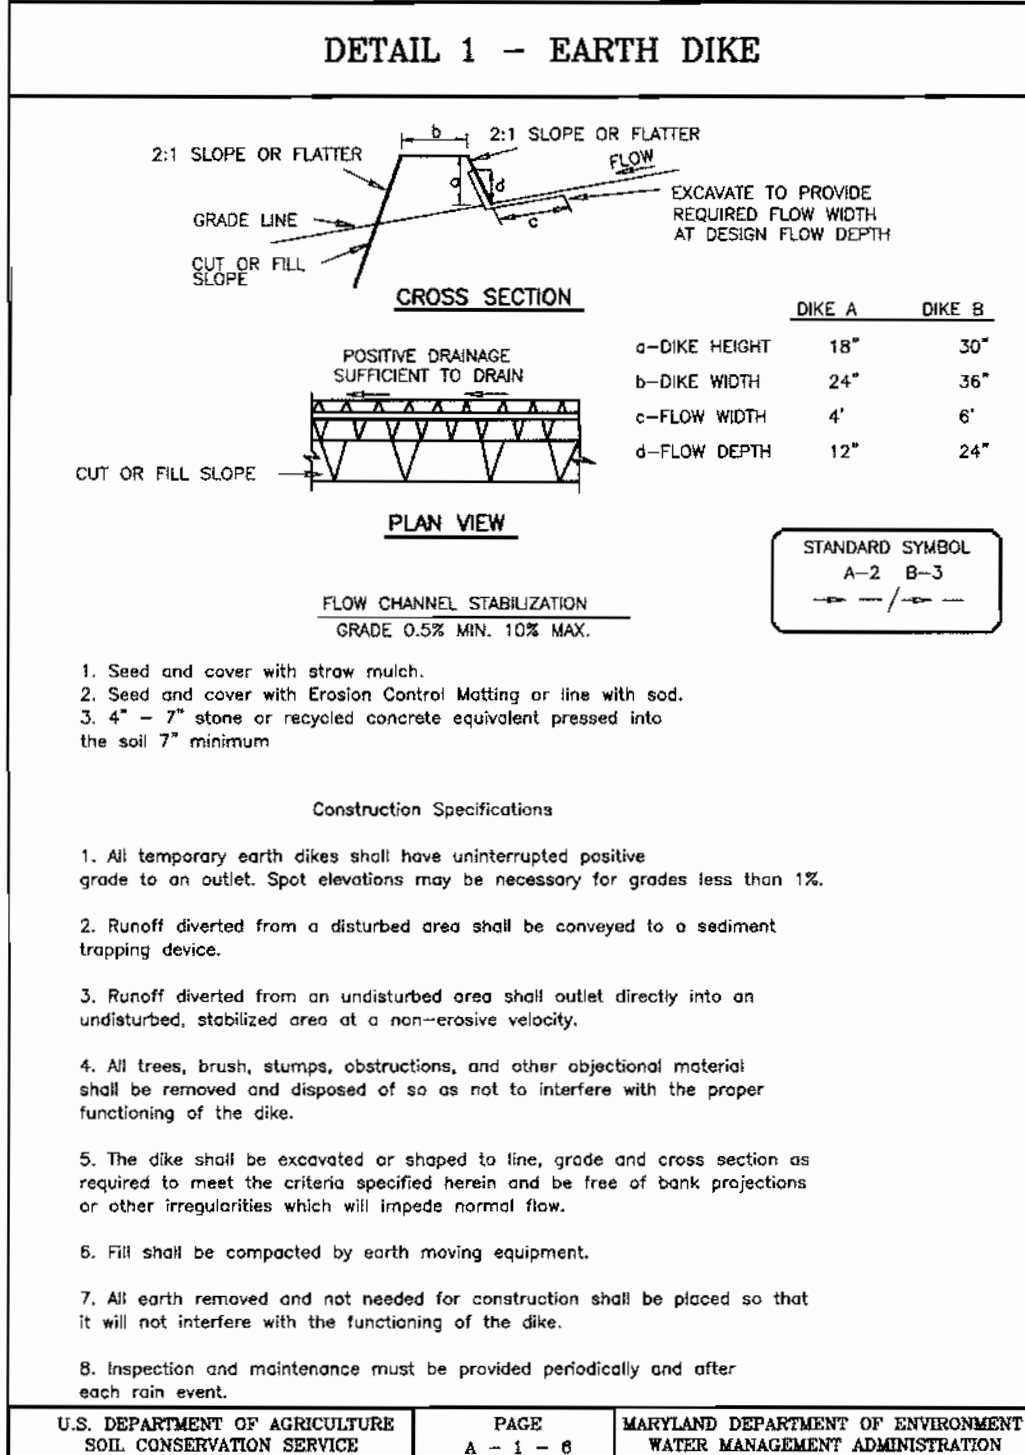 DETAIL 1 – EARTH DIKE
b
2:1 SLOPE OR FLATTER
2:1 SLOPE OR FLATTER
FLOW
a
d
EXCAVATE TO PROVIDE
REQUIRED FLOW WIDTH
AT DESIGN FLOW DEPTH
GRADE LINE
c
CUT OR FILL
SLOPE
CROSS SECTION
DIKE A DIKE B
a–DIKE HEIGHT 18" 30"
b–DIKE WIDTH 24" 36"
c–FLOW WIDTH 4' 6'
d–FLOW DEPTH 12" 24"
POSITIVE DRAINAGE
SUFFICIENT TO DRAIN
CUT OR FILL SLOPE
PLAN VIEW
STANDARD SYMBOL
A–2 B–3
/
FLOW CHANNEL STABILIZATION
GRADE 0.5% MIN. 10% MAX.
1. Seed and cover with straw mulch.
2. Seed and cover with Erosion Control Matting or line with sod.
3. 4" – 7" stone or recycled concrete equivalent pressed into
the soil 7" minimum
Construction Specifications
1. All temporary earth dikes shall have uninterrupted positive
grade to an outlet. Spot elevations may be necessary for grades less than 1%.
2. Runoff diverted from a disturbed area shall be conveyed to a sediment
trapping device.
3. Runoff diverted from an undisturbed area shall outlet directly into an
undisturbed, stabilized area at a non–erosive velocity.
4. All trees, brush, stumps, obstructions, and other objectional material
shall be removed and disposed of so as not to interfere with the proper
functioning of the dike.
5. The dike shall be excavated or shaped to line, grade and cross section as
required to meet the criteria specified herein and be free of bank projections
or other irregularities which will impede normal flow.
6. Fill shall be compacted by earth moving equipment.
7. All earth removed and not needed for construction shall be placed so that
it will not interfere with the functioning of the dike.
8. Inspection and maintenance must be provided periodically and after
each rain event.
U.S. DEPARTMENT OF AGRICULTURE
SOIL CONSERVATION SERVICE
PAGE
A – 1 – 6
MARYLAND DEPARTMENT OF ENVIRONMENT
WATER MANAGEMENT ADMINISTRATION